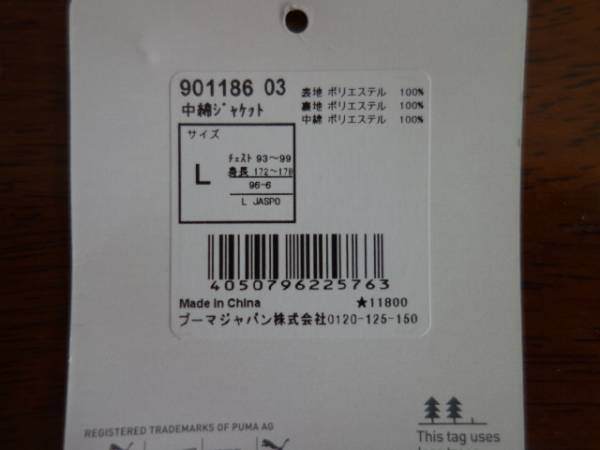 901186 03
中綿ジャケット
表地 ポリエステル 100%
裏地 ポリエステル 100%
中綿 ポリエステル 100%
サイズ
L
チェスト 93〜99
身長 172〜178
96-6
L JASPO
4050796225763
Made in China ★11800
プーマジャパン株式会社0120-125-150
REGISTERED TRADEMARKS OF PUMA AG
This tag uses